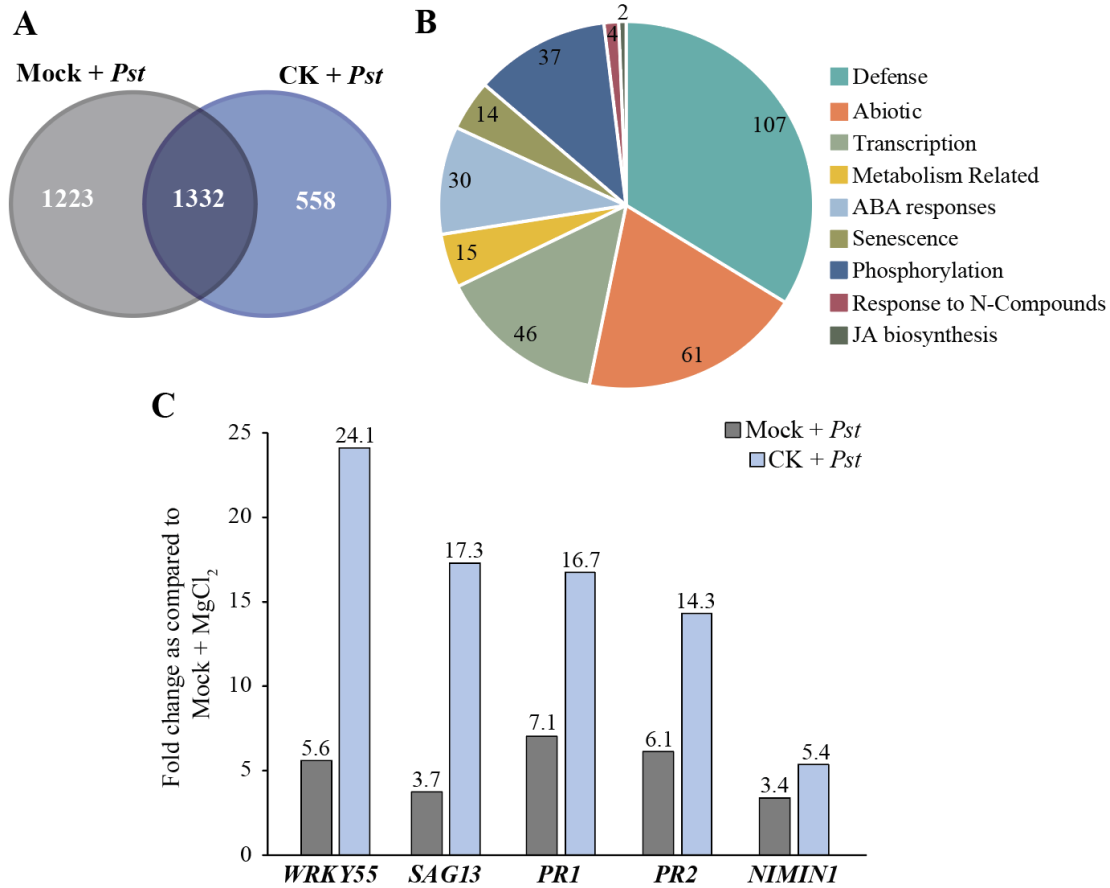 A
Mock + Pst
CK + Pst
1223
1332
558
B
2
4
37
14
30
15
46
61
107
Defense
Abiotic
Transcription
Metabolism Related
ABA responses
Senescence
Phosphorylation
Response to N-Compounds
JA biosynthesis
C
Mock + Pst
CK + Pst
Fold change as compared to
Mock + MgCl₂
25
20
15
10
5
0
5.6
24.1
3.7
17.3
7.1
16.7
6.1
14.3
3.4
5.4
WRKY55
SAG13
PR1
PR2
NIMIN1